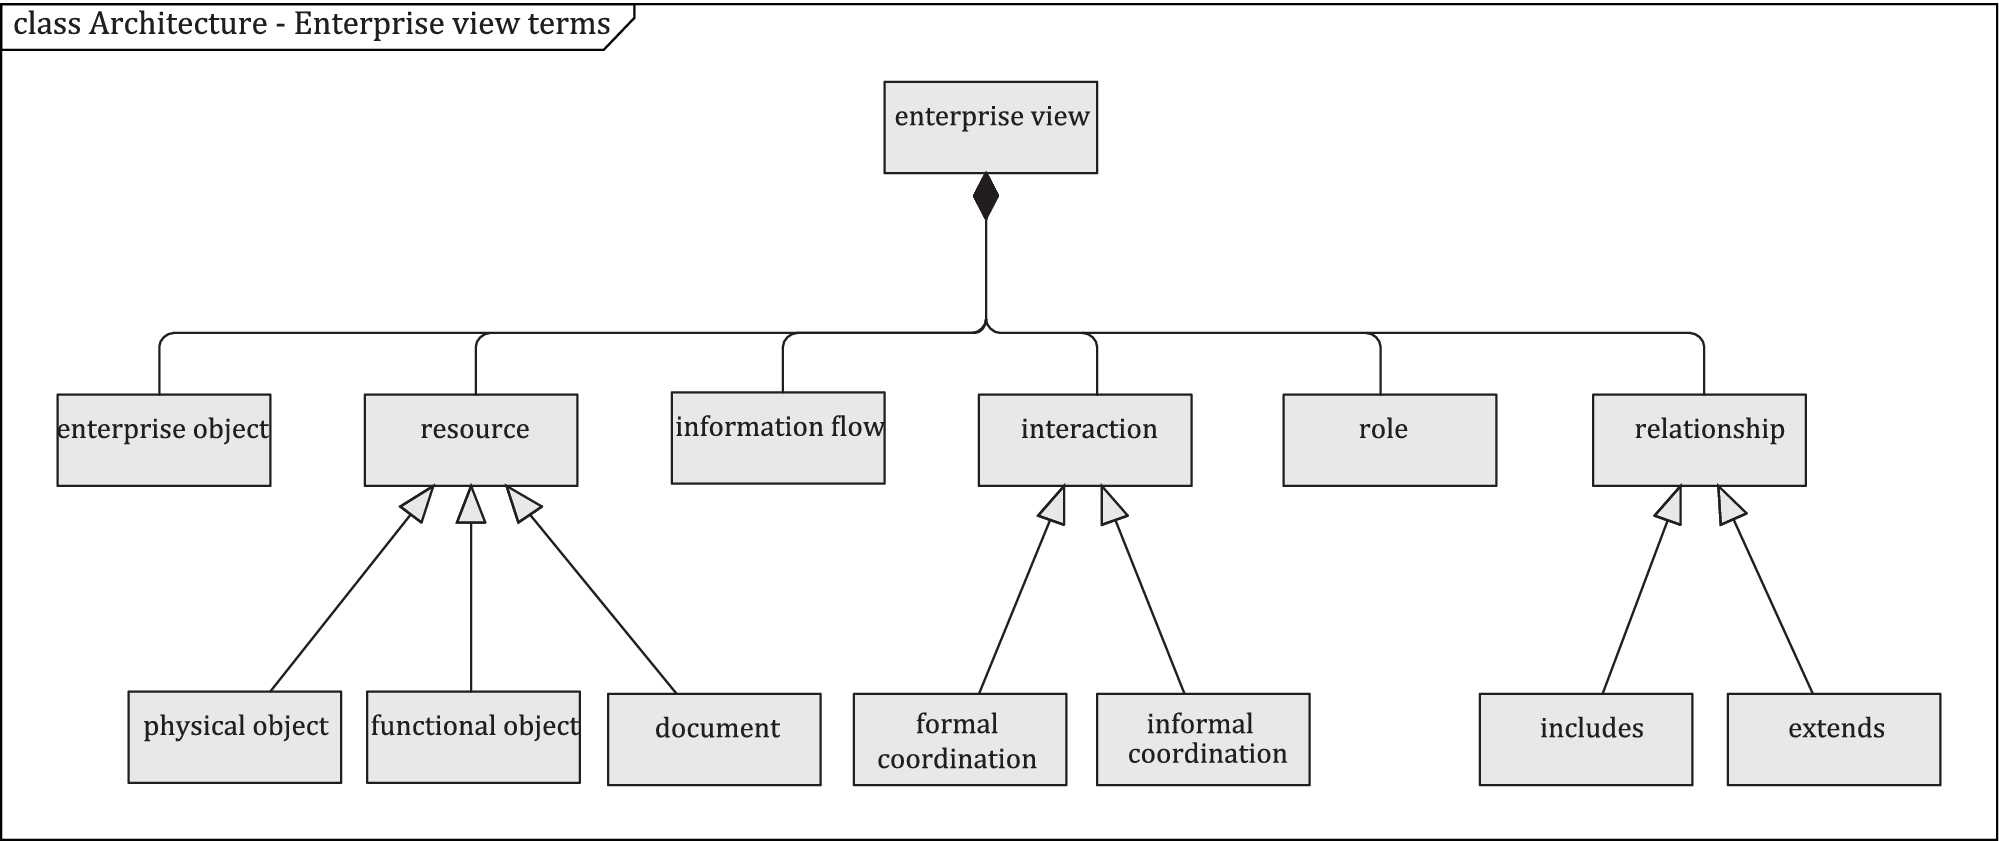 class Architecture - Enterprise view terms
enterprise view
enterprise object
resource
information flow
interaction
role
relationship
physical object
functional object
document
formal
coordination
informal
coordination
includes
extends